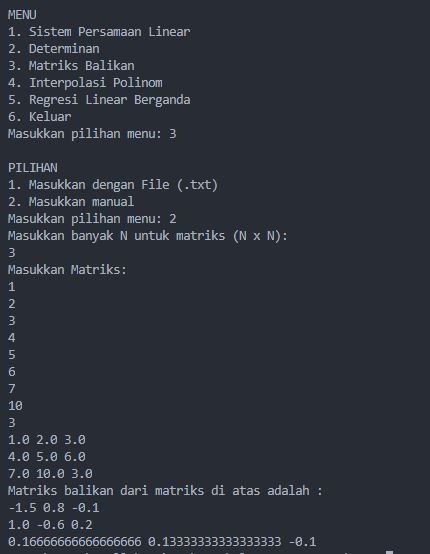 MENU
1. Sistem Persamaan Linear
2. Determinan
3. Matriks Balikan
4. Interpolasi Polinom
5. Regresi Linear Berganda
6. Keluar
Masukkan pilihan menu: 3
PILIHAN
1. Masukkan dengan File (.txt)
2. Masukkan manual
Masukkan pilihan menu: 2
Masukkan banyak N untuk matriks (N x N):
3
Masukkan Matriks:
1
2
3
4
5
6
7
10
3
1.0 2.0 3.0
4.0 5.0 6.0
7.0 10.0 3.0
Matriks balikan dari matriks di atas adalah :
-1.5 0.8 -0.1
1.0 -0.6 0.2
0.16666666666666666 0.13333333333333333 -0.1